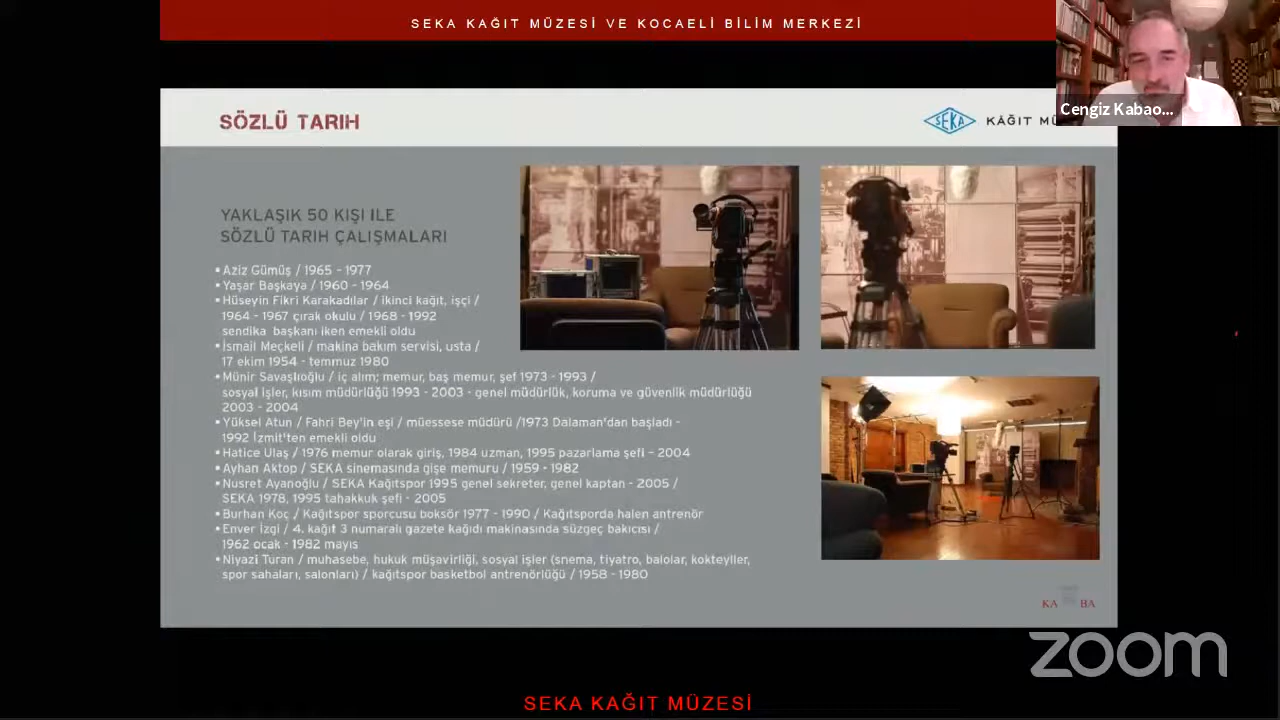 SEKA KAĞIT MÜZESİ VE KOCAELİ BİLİM MERKEZİ
Cengiz Kabao...
SÖZLÜ TARIH
SEKA KÂĞIT
YAKLAŞIK 50 KIŞI ILE
SÖZLÜ TARIH ÇALIŞMALARI
▪ Aziz Gümüş / 1965 - 1977
▪ Yaşar Başkaya / 1960 - 1964
▪ Hüseyin Fikri Karakadılar / ikinci kağıt, işçi /
1964 - 1967 çırak okulu / 1968 - 1992
sendika başkanı iken emekli oldu
▪ İsmail Meçkeli / makina bakım servisi, usta /
17 ekim 1954 - temmuz 1980
▪ Münir Savaşlıoğlu / iç alım; memur, baş memur, şef 1973 - 1993 /
sosyal işler, kısım müdürlüğü 1993 - 2003 - genel müdürlük, koruma ve güvenlik müdürlüğü
2003 - 2004
▪ Yüksel Atun / Fahri Bey'in eşi / müessese müdürü /1973 Dalaman'dan başladı -
1992 İzmit'ten emekli oldu
▪ Hatice Ulaş / 1976 memur olarak giriş, 1984 uzman, 1995 pazarlama şefi – 2004
▪ Ayhan Aktop / SEKA sinemasında gişe memuru / 1959 - 1982
▪ Nusret Ayanoğlu / SEKA Kağıtspor 1995 genel sekreter, genel kaptan - 2005 /
SEKA 1978, 1995 tahakkuk şefi - 2005
▪ Burhan Koç / Kağıtspor sporcusu boksör 1977 - 1990 / Kağıtsporda halen antrenör
▪ Enver İzgi / 4. kağıt 3 numaralı gazete kağıdı makinasında süzgeç bakıcısı /
1962 ocak - 1982 mayıs
▪ Niyazi Turan / muhasebe, hukuk müşavirliği, sosyal işler (snema, tiyatro, balolar, kokteyller,
spor sahaları, salonları) / kağıtspor basketbol antrenörlüğü / 1958 - 1980
KA BA
zoom
SEKA KAĞIT MÜZESİ